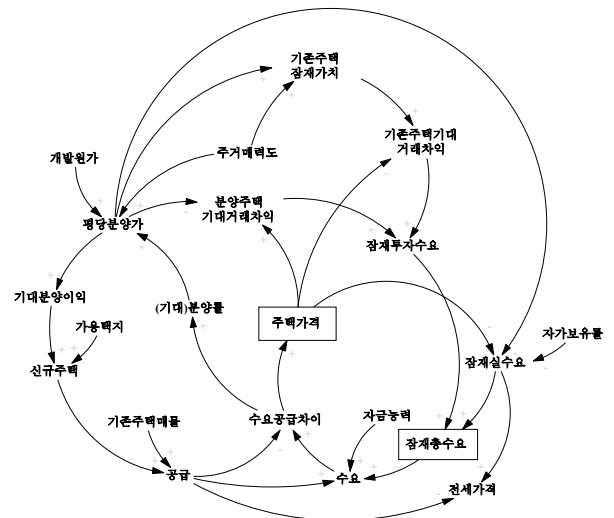 기존주택
잠재가치
기존주택기대
거래차익
개발원가
주거매력도
분양주택
기대거래차익
평당분양가
잠재투자수요
기대분양이익
(기대)분양률
가용택지
주택가격
자가보유률
신규주택
잠재실수요
기존주택매물
수요공급차이
자금능력
잠재총수요
공급
수요
전세가격